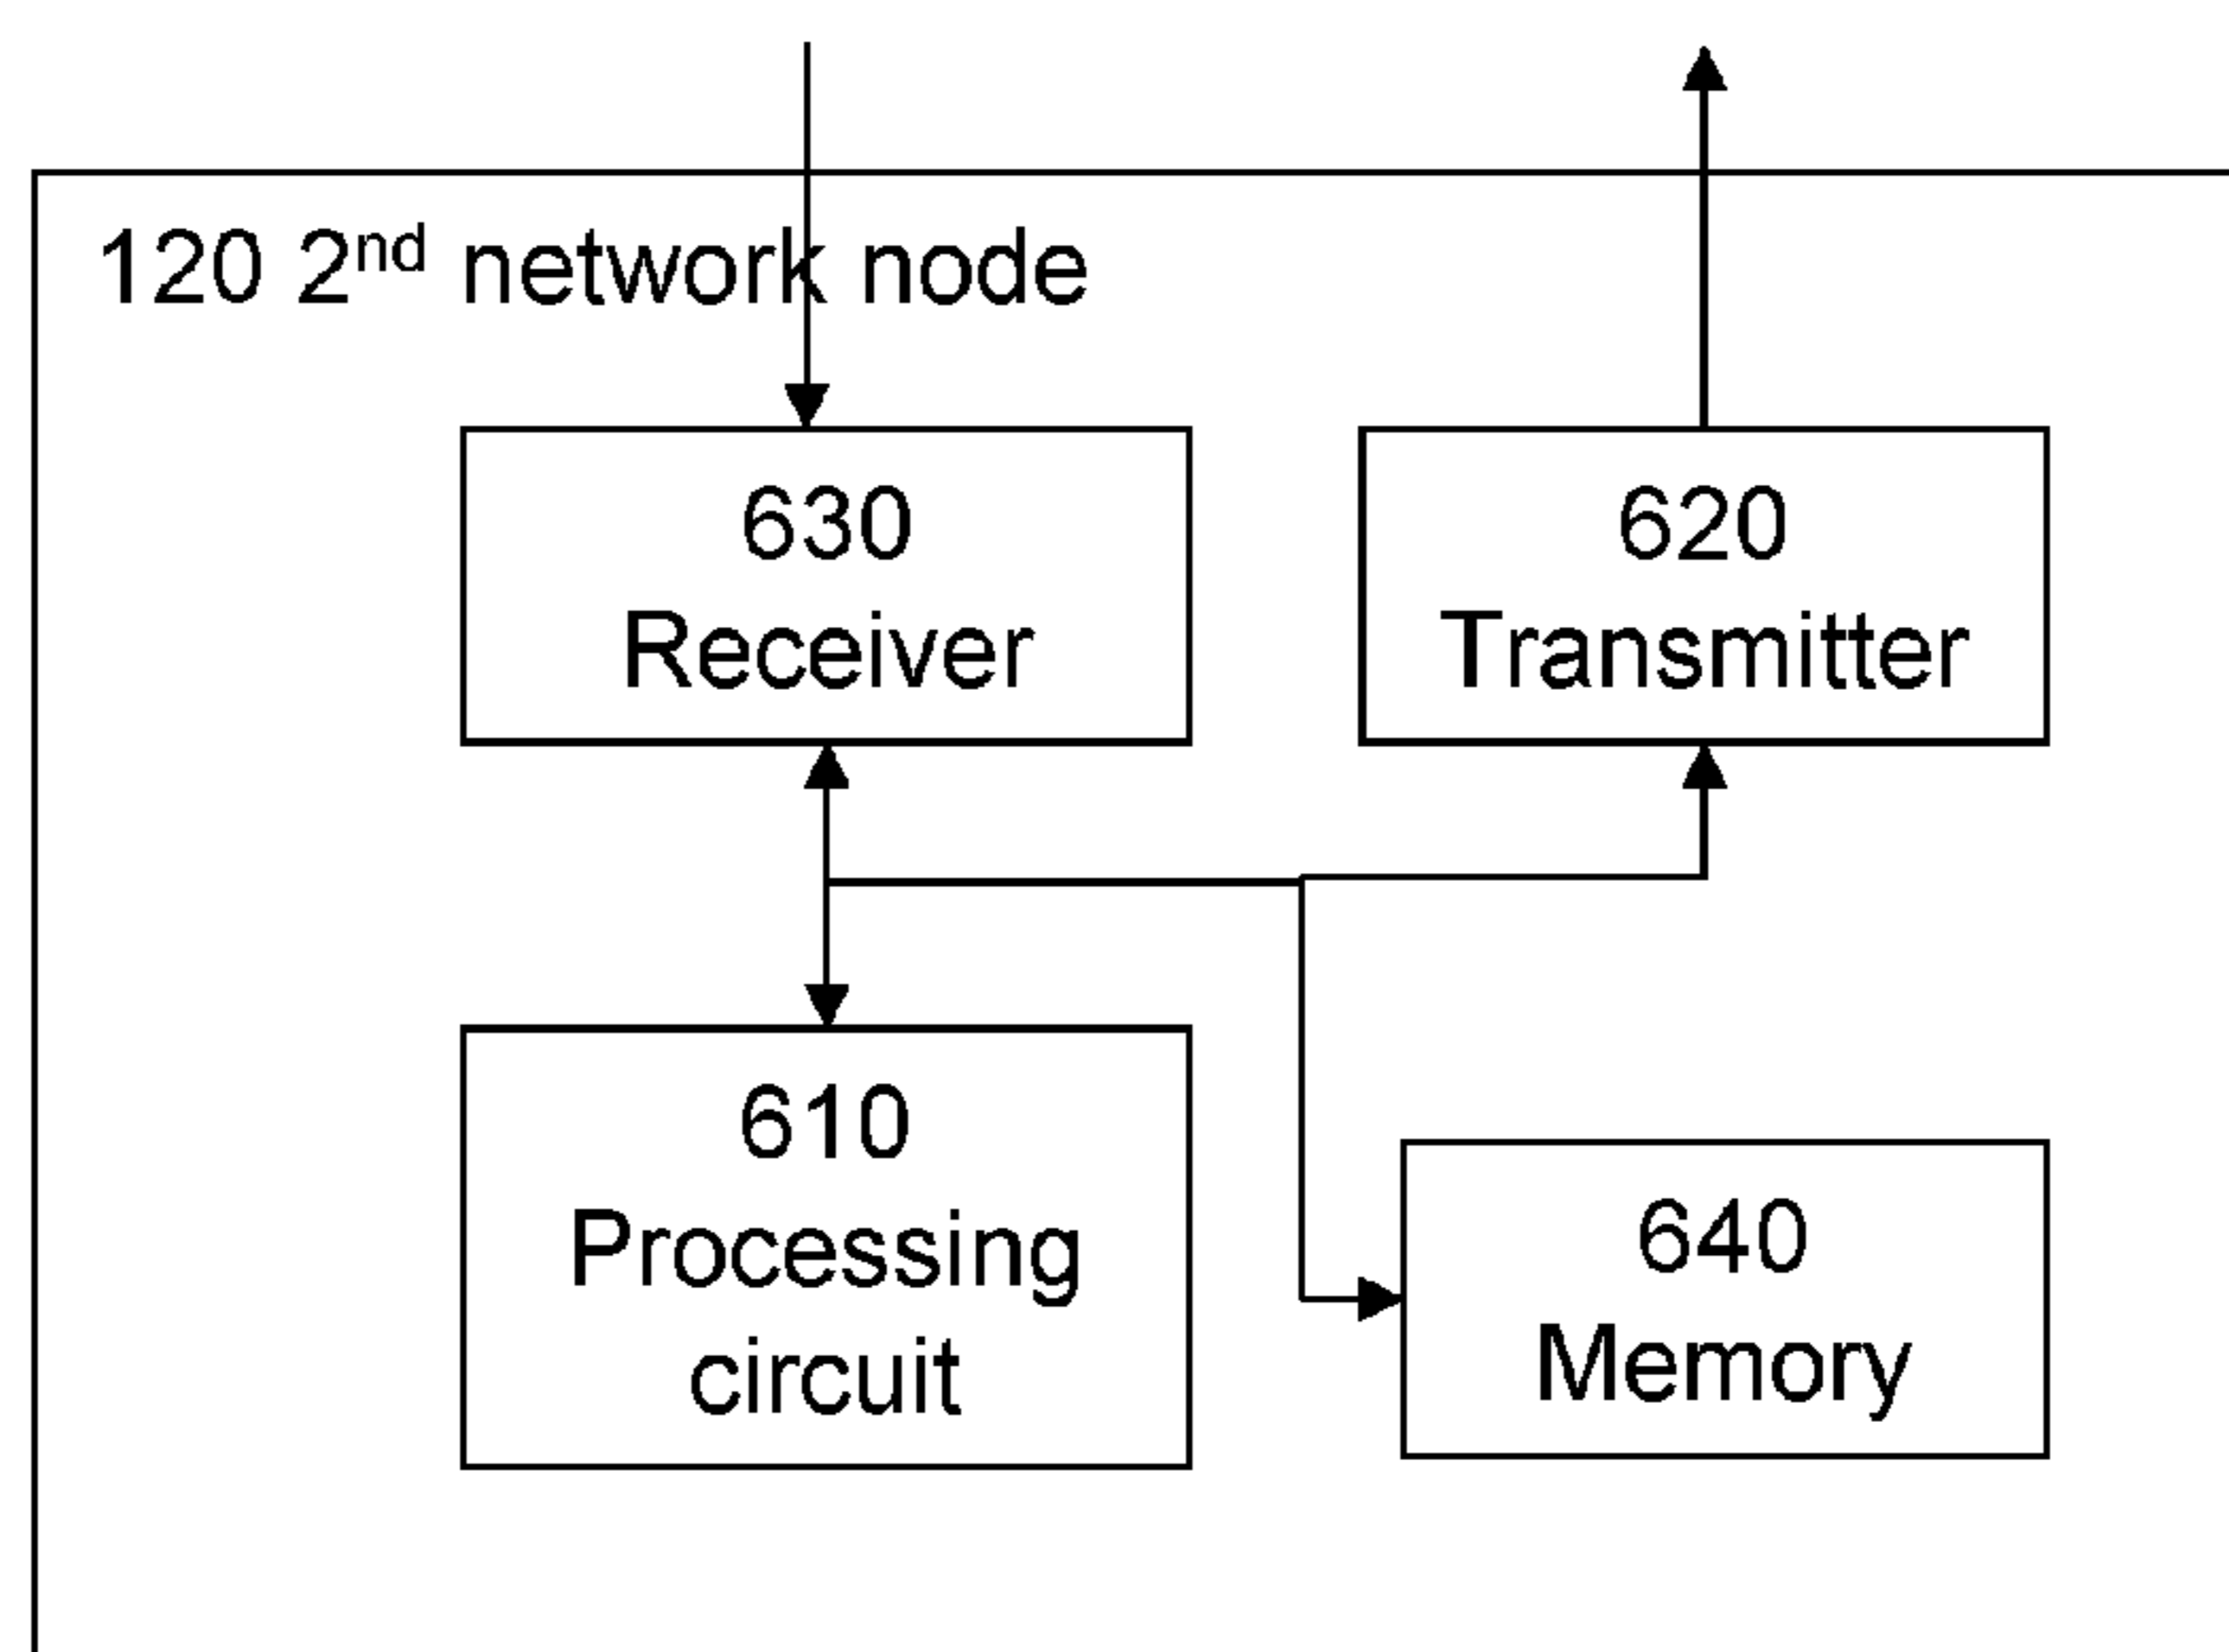 120 2nd network node
630
Receiver
620
Transmitter
610
Processing
circuit
640
Memory